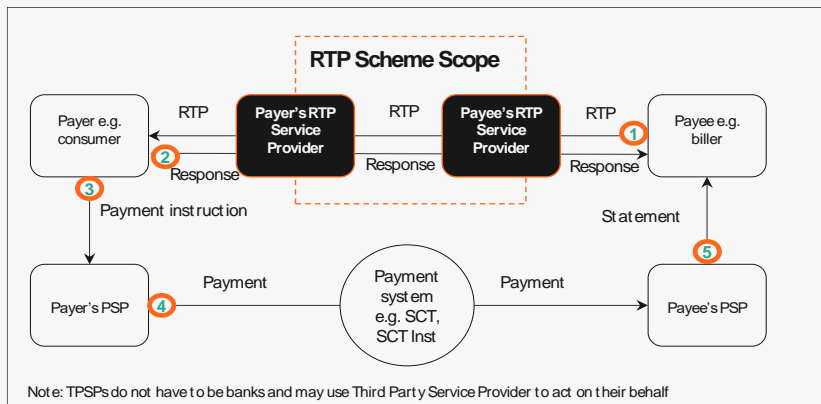 RTP Scheme Scope
Payer e.g.
consumer
RTP
Payer's RTP
Service
Provider
RTP
Payee's RTP
Service
Provider
RTP
1
Payee e.g.
biller
2
Response
Response
Response
3
Payment instruction
Statement
5
Payer's PSP
4
Payment
Payment
system
e.g. SCT,
SCT Inst
Payment
Payee's PSP
Note: TPSPs do not have to be banks and may use Third Party Service Provider to act on their behalf